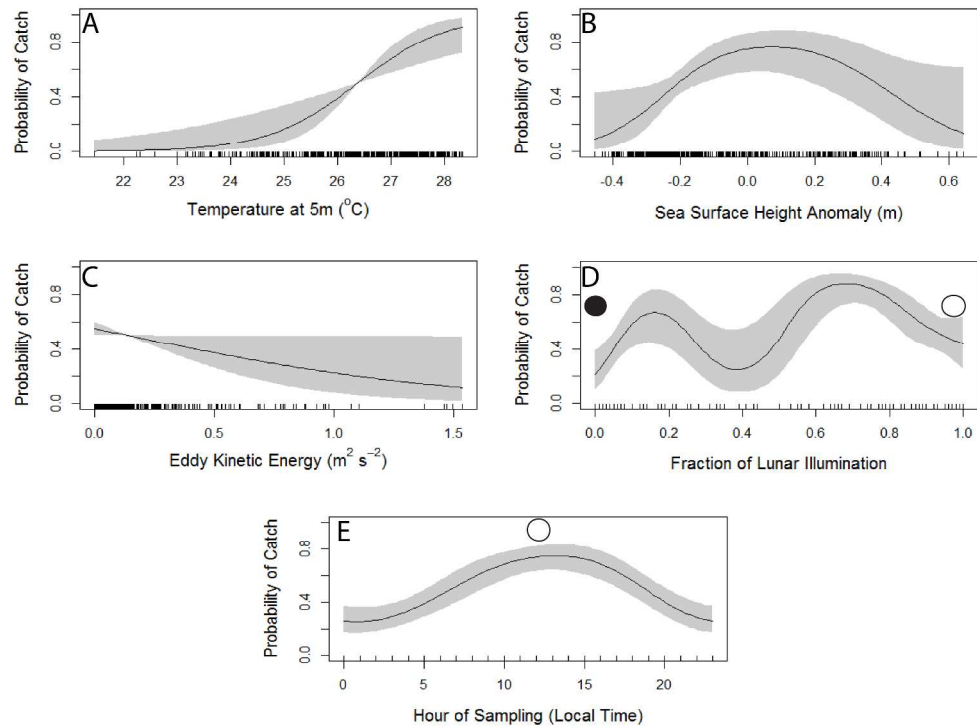 A
Probability of Catch
0.0 0.4 0.8
22 23 24 25 26 27 28
Temperature at 5m (°C)
B
Probability of Catch
0.0 0.4 0.8
-0.4 -0.2 0.0 0.2 0.4 0.6
Sea Surface Height Anomaly (m)
C
Probability of Catch
0.0 0.4 0.8
0.0 0.5 1.0 1.5
Eddy Kinetic Energy (m² s⁻²)
D
Probability of Catch
0.0 0.4 0.8
0.0 0.2 0.4 0.6 0.8 1.0
Fraction of Lunar Illumination
E
Probability of Catch
0.0 0.4 0.8
0 5 10 15 20
Hour of Sampling (Local Time)